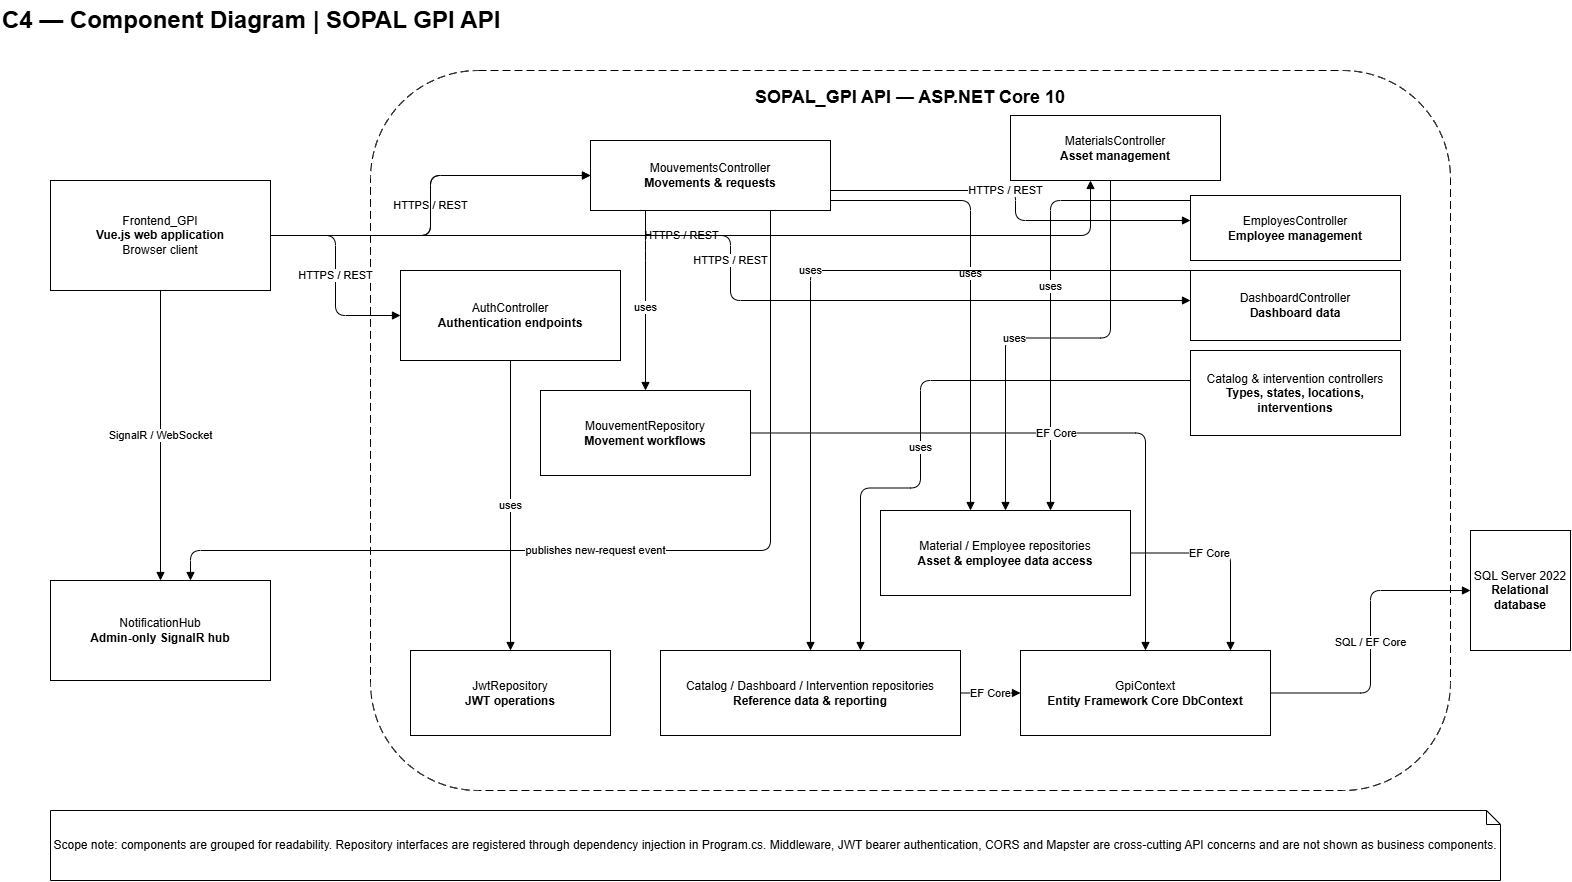 C4 — Component Diagram | SOPAL GPI API
SOPAL_GPI API — ASP.NET Core 10
MaterialsController
Asset management
MouvementsController
Movements & requests
HTTPS / REST
HTTPS / REST
Frontend_GPI
Vue.js web application
Browser client
EmployesController
Employee management
HTTPS / REST
HTTPS / REST
HTTPS / REST
uses
uses
uses
AuthController
Authentication endpoints
uses
DashboardController
Dashboard data
uses
Catalog & intervention controllers
Types, states, locations,
interventions
MouvementRepository
Movement workflows
EF Core
SignalR / WebSocket
uses
uses
publishes new-request event
Material / Employee repositories
Asset & employee data access
EF Core
SQL Server 2022
Relational
database
NotificationHub
Admin-only SignalR hub
SQL / EF Core
JwtRepository
JWT operations
Catalog / Dashboard / Intervention repositories
Reference data & reporting
EF Core
GpiContext
Entity Framework Core DbContext
Scope note: components are grouped for readability. Repository interfaces are registered through dependency injection in Program.cs. Middleware, JWT bearer authentication, CORS and Mapster are cross-cutting API concerns and are not shown as business components.